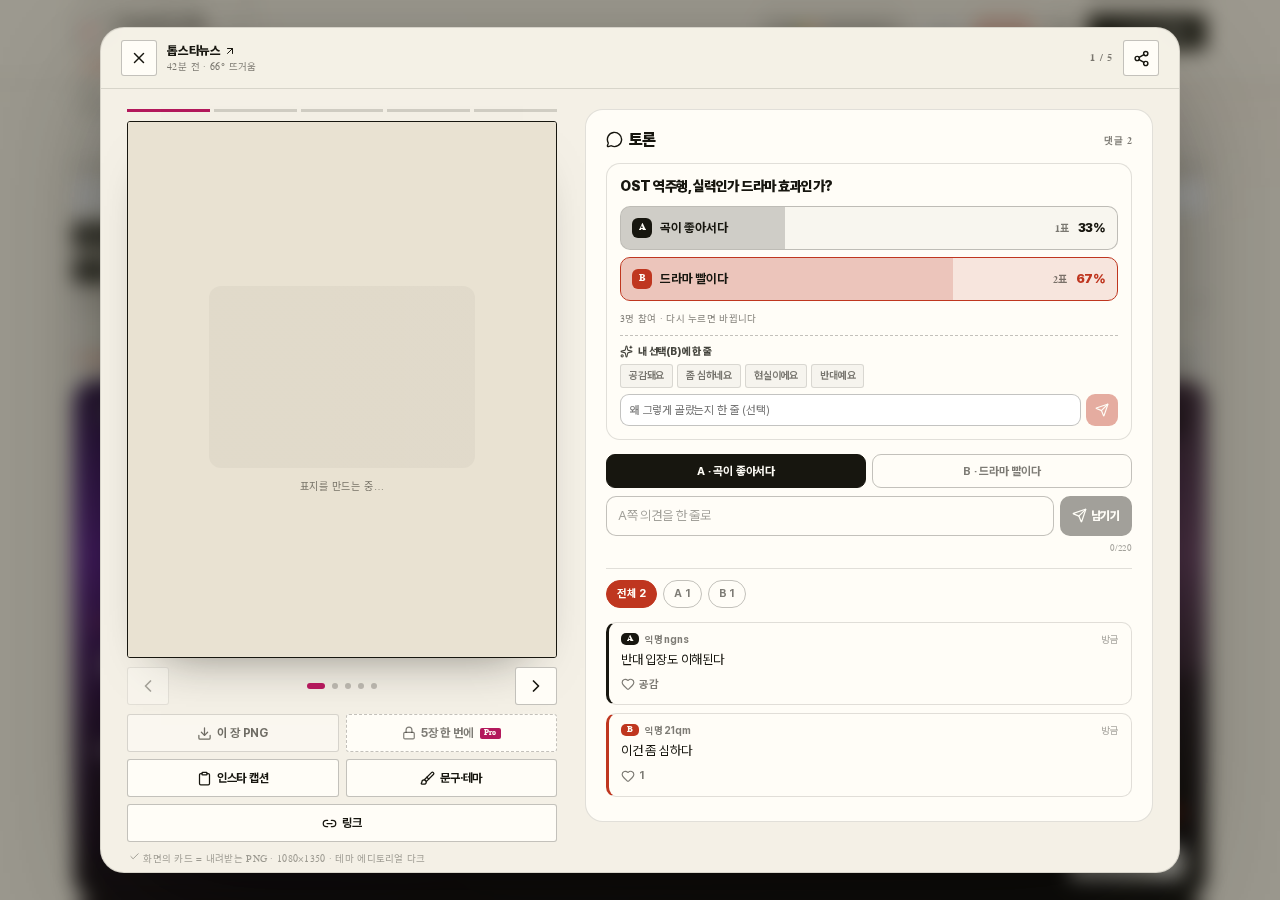 톱스타뉴스
42분 전 · 66° 뜨거움
1 / 5
표지를 만드는 중…
이 장 PNG
5장 한 번에 Pro
인스타 캡션
문구·테마
링크
화면의 카드 = 내려받는 PNG · 1080×1350 · 테마 에디토리얼 다크
토론
댓글 2
OST 역주행, 실력인가 드라마 효과인가?
A 곡이 좋아서다 1표 33%
B 드라마 빨이다 2표 67%
3명 참여 · 다시 누르면 바뀝니다
내 선택(B)에 한 줄
공감돼요 좀 심하네요 현실이에요 반대예요
왜 그렇게 골랐는지 한 줄 (선택)
A · 곡이 좋아서다
B · 드라마 빨이다
A쪽 의견을 한 줄로
남기기
0/220
전체 2 A 1 B 1
A 익명 ngns 방금
반대 입장도 이해된다
공감
B 익명 21qm 방금
이건 좀 심하다
1